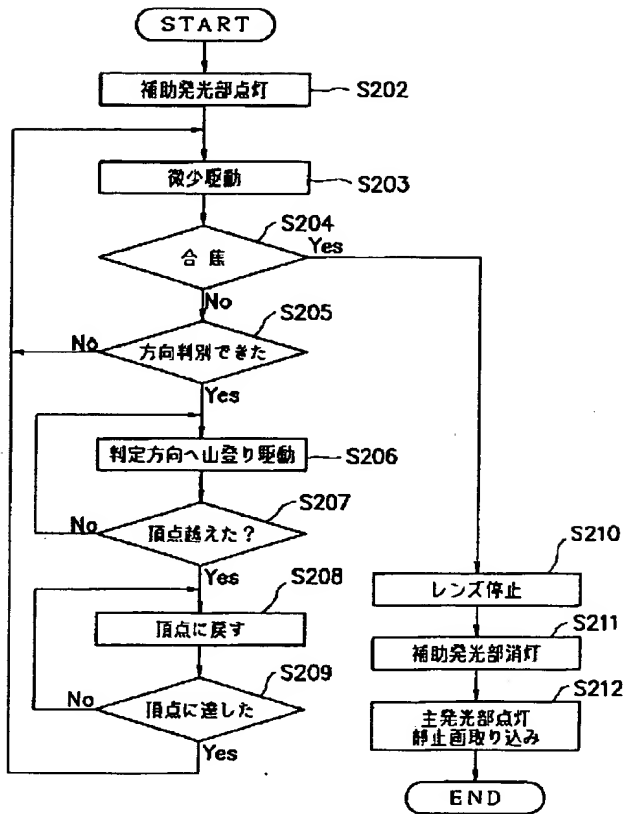 START
補助発光部点灯
S202
微少駆動
S203
S204
合焦
Yes
No
S205
方向判別できた
No
Yes
判定方向へ山登り駆動
S206
S207
頂点越えた?
No
Yes
S208
頂点に戻す
S209
頂点に達した
No
Yes
S210
レンズ停止
S211
補助発光部消灯
S212
主発光部点灯
静止画取り込み
END